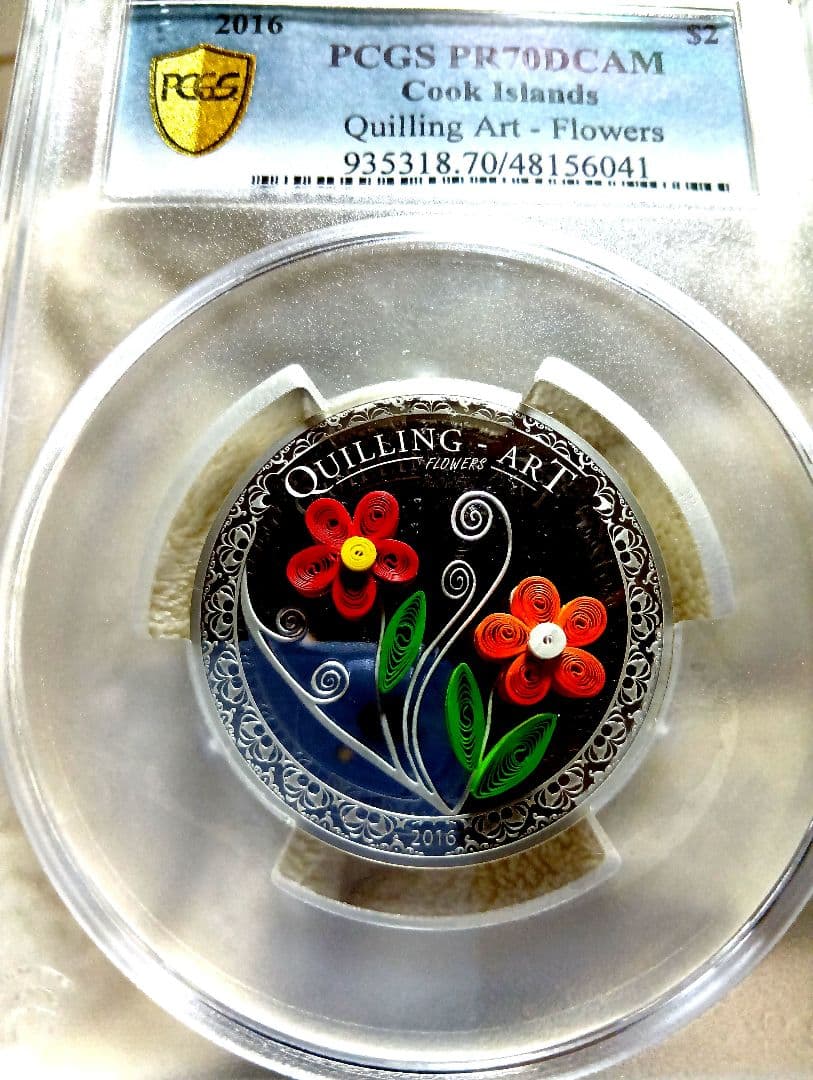 2016
$2
PCGS PR70DCAM
PCGS
Cook Islands
Quilling Art - Flowers
935318.70/48156041
QUILLING - ART
FLOWERS
2016